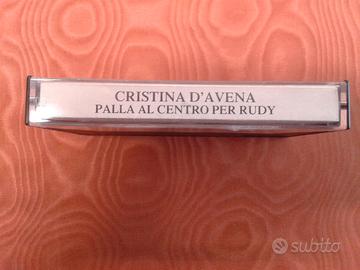 CRISTINA D'AVENA
PALLA AL CENTRO PER RUDY
subito